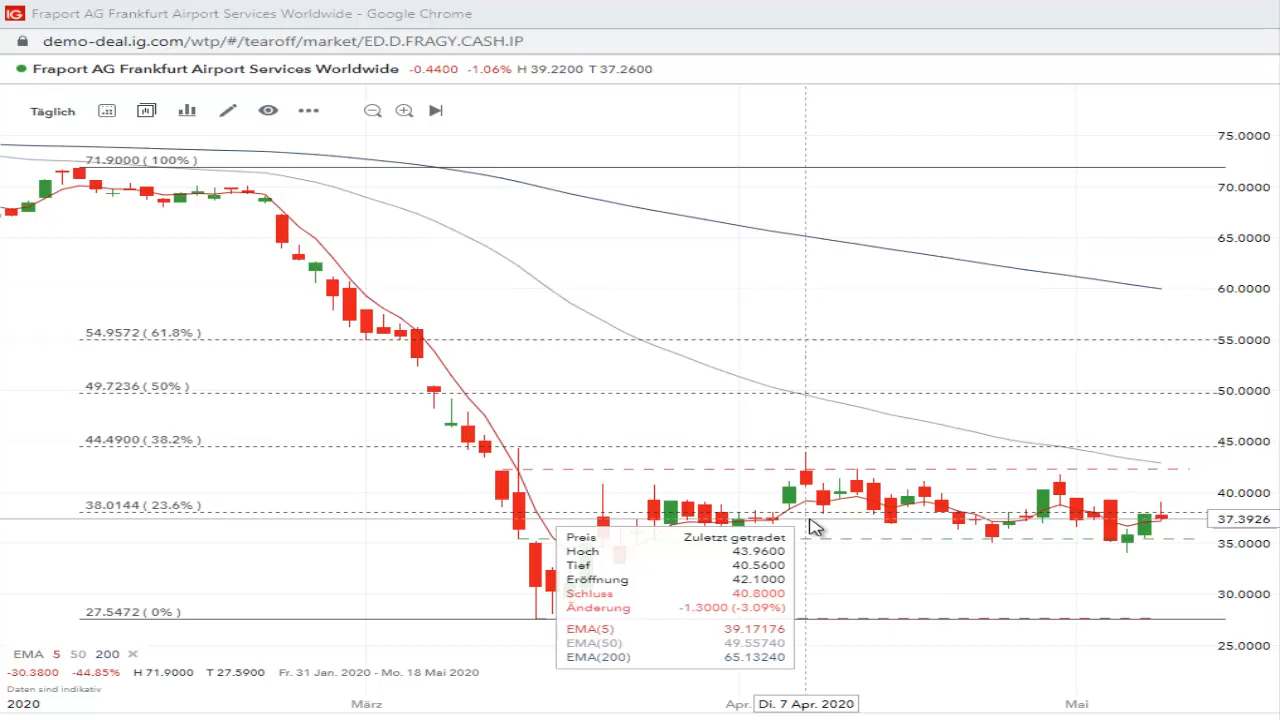 IG Fraport AG Frankfurt Airport Services Worldwide - Google Chrome
demo-deal.ig.com/wtp/#/tearoff/market/ED.D.FRAGY.CASH.IP
Fraport AG Frankfurt Airport Services Worldwide -0.4400 -1.06% H 39.2200 T 37.2600
Täglich
75.0000
71.9000 ( 100% )
70.0000
65.0000
60.0000
54.9572 ( 61.8% )
55.0000
49.7236 ( 50% )
50.0000
44.4900 ( 38.2% )
45.0000
40.0000
38.0144 ( 23.6% )
37.3926
35.0000
Preis Zuletzt getradet
Hoch 43.9600
Tief 40.5600
Eröffnung 42.1000
Schluss 40.8000
Änderung -1.3000 (-3.09%)
EMA(5) 39.17176
EMA(50) 49.55740
EMA(200) 65.13240
30.0000
27.5472 ( 0% )
25.0000
EMA 5 50 200
-30.3800 -44.85% H 71.9000 T 27.5900 Fr. 31 Jan. 2020 - Mo. 18 Mai 2020
Daten sind indikativ
2020 März Apr. Di. 7 Apr. 2020 Mai